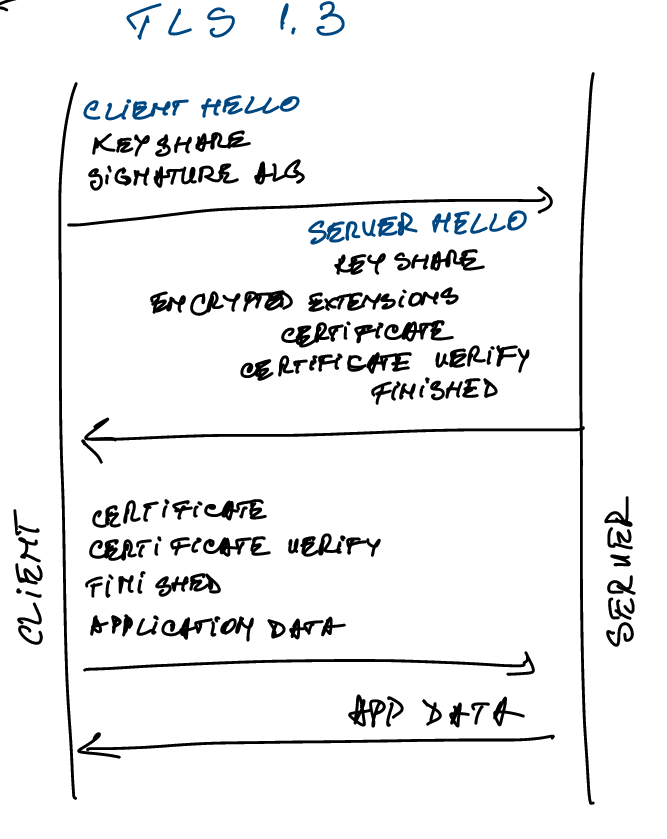 TLS 1.3
CLIENT HELLO
KEY SHARE
SIGNATURE ALG
SERVER HELLO
KEY SHARE
ENCRYPTED EXTENSIONS
CERTIFICATE
CERTIFICATE VERIFY
FINISHED
CERTIFICATE
CERTIFICATE VERIFY
FINISHED
APPLICATION DATA
APP DATA
CLIENT
SERVER